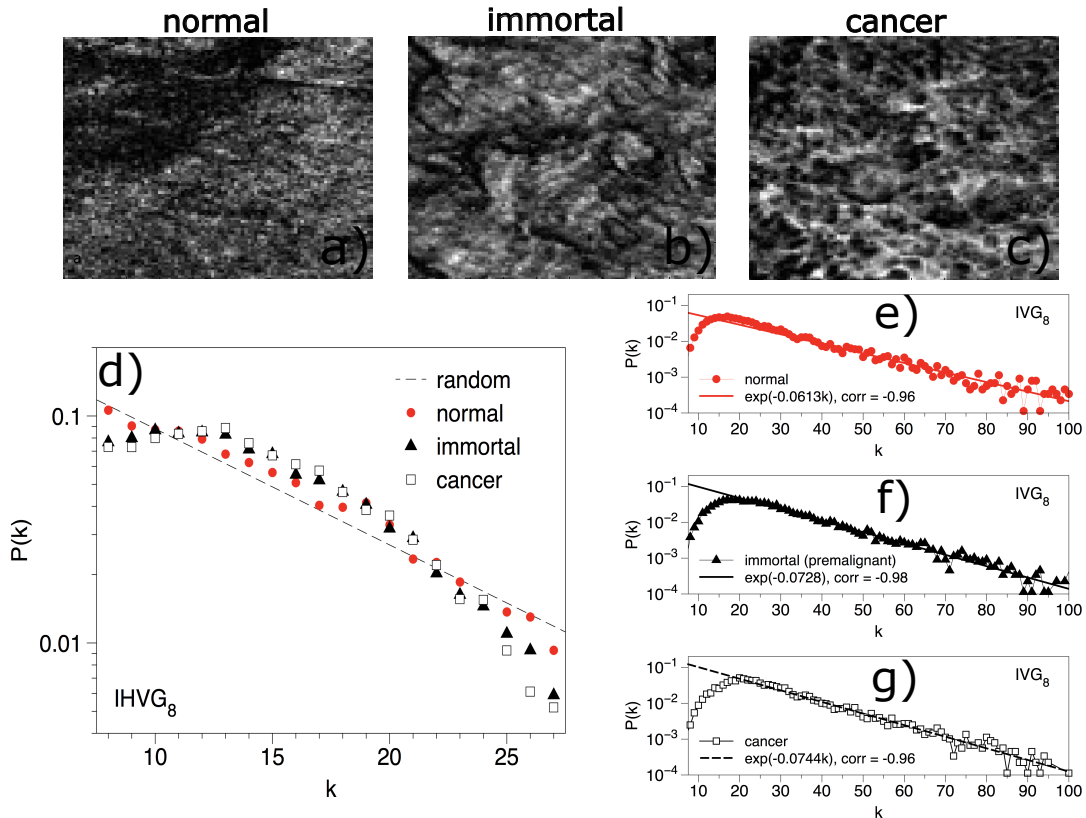 normal
immortal
cancer
a)
a
b)
c)
d)
random
normal
immortal
cancer
0.1
0.01
P(k)
IHVG8
10
15
20
25
k
e)
IVG8
10^-1
10^-2
10^-3
10^-4
P(k)
normal
exp(-0.0613k), corr = -0.96
10 20 30 40 50 60 70 80 90 100
k
f)
IVG8
10^-1
10^-2
10^-3
10^-4
P(k)
immortal (premalignant)
exp(-0.0728), corr = -0.98
10 20 30 40 50 60 70 80 90 100
k
g)
IVG8
10^-1
10^-2
10^-3
10^-4
P(k)
cancer
exp(-0.0744k), corr = -0.96
10 20 30 40 50 60 70 80 90 100
k